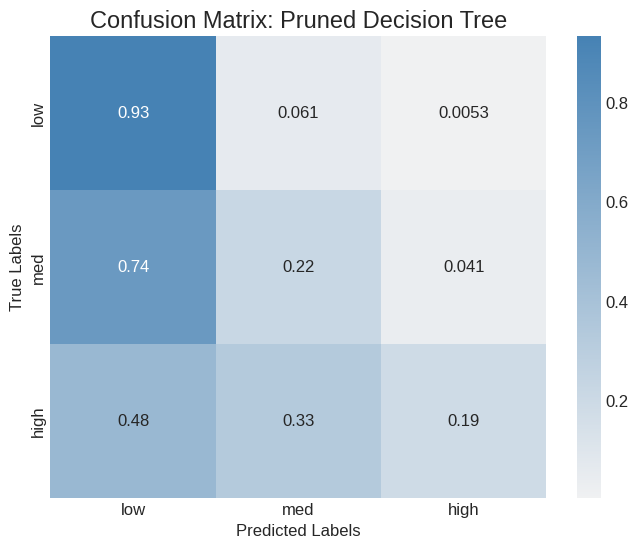 Confusion Matrix: Pruned Decision Tree
True Labels
low
0.93 0.061 0.0053
med
0.74 0.22 0.041
high
0.48 0.33 0.19
low med high
Predicted Labels
0.8
0.6
0.4
0.2